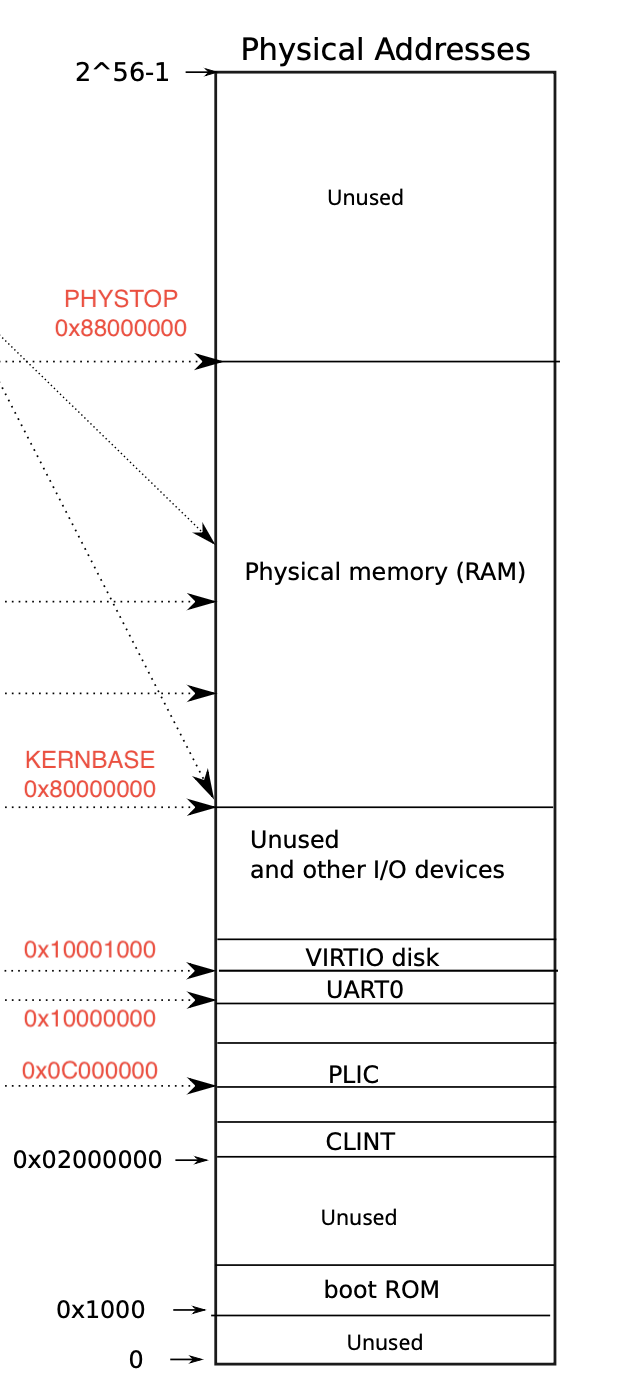 Physical Addresses
2^56-1
Unused
PHYSTOP
0x88000000
Physical memory (RAM)
KERNBASE
0x80000000
Unused
and other I/O devices
0x10001000
VIRTIO disk
UART0
0x10000000
0x0C000000
PLIC
CLINT
0x02000000
Unused
boot ROM
0x1000
Unused
0